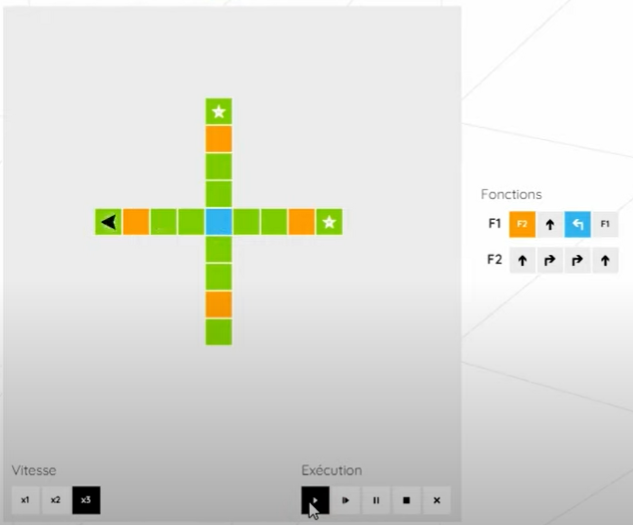 Fonctions
F1 F2 F1
F2
Vitesse
Exécution
x1 x2 x3